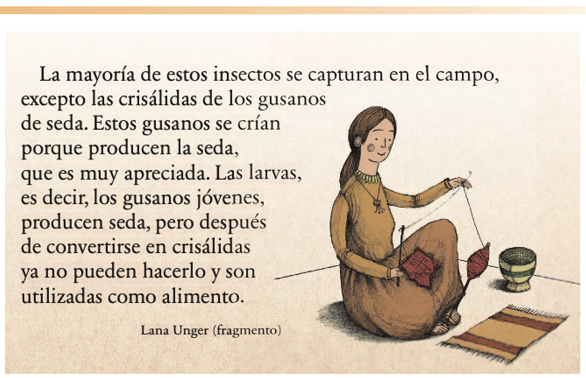 La mayoría de estos insectos se capturan en el campo,
excepto las crisálidas de los gusanos
de seda. Estos gusanos se crían
porque producen la seda,
que es muy apreciada. Las larvas,
es decir, los gusanos jóvenes,
producen seda, pero después
de convertirse en crisálidas
ya no pueden hacerlo y son
utilizadas como alimento.
Lana Unger (fragmento)